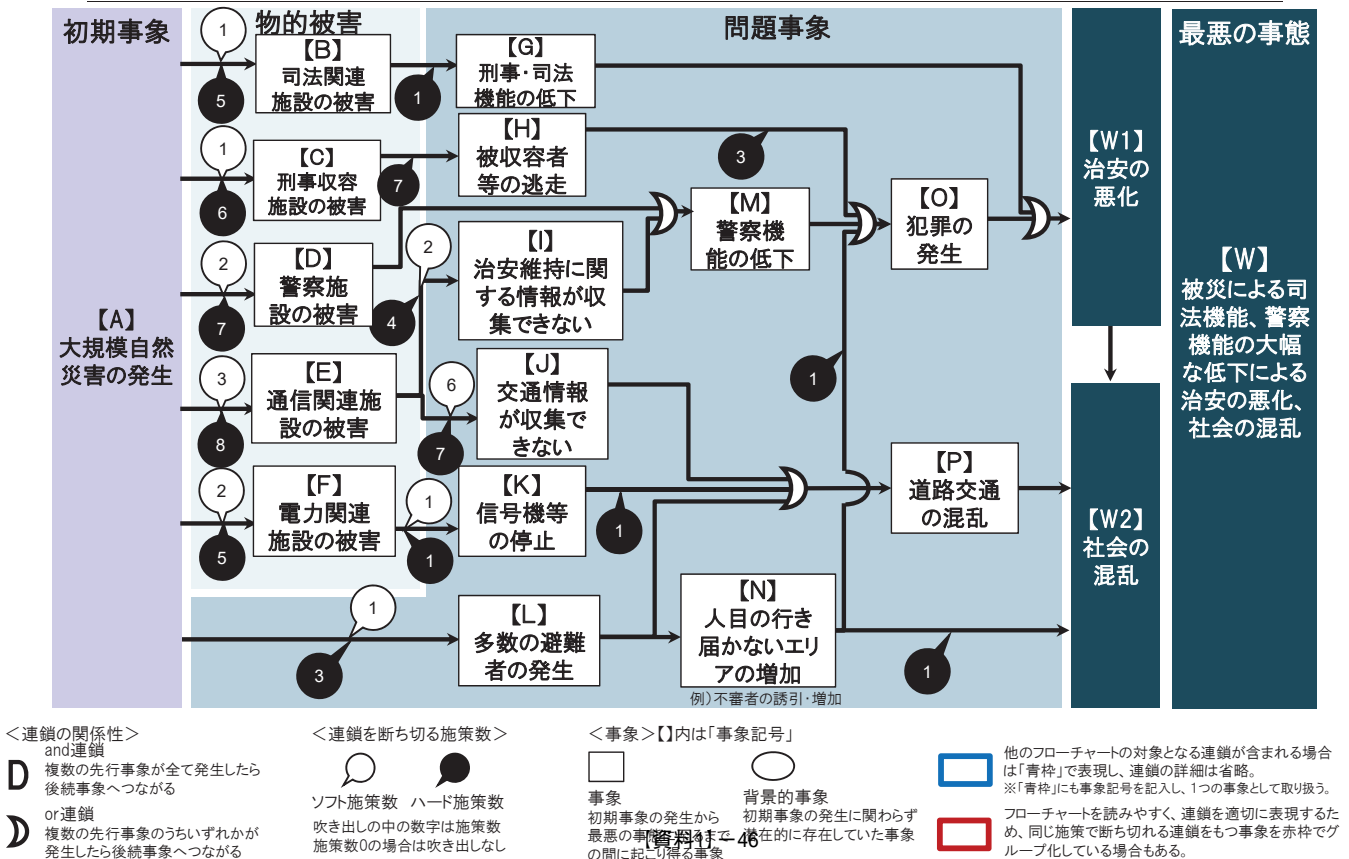 初期事象
物的被害
問題事象
最悪の事態
【A】
大規模自然
災害の発生
1
5
【B】
司法関連
施設の被害
1
【G】
刑事・司法
機能の低下
1
6
【C】
刑事収容
施設の被害
7
【H】
被収容者
等の逃走
3
2
7
【D】
警察施
設の被害
2
4
【I】
治安維持に関
する情報が収
集できない
【M】
警察機
能の低下
【O】
犯罪の
発生
3
8
【E】
通信関連施
設の被害
6
7
【J】
交通情報
が収集で
きない
1
2
5
【F】
電力関連
施設の被害
1
1
【K】
信号機等
の停止
1
【P】
道路交通
の混乱
1
3
【L】
多数の避難
者の発生
【N】
人目の行き
届かないエリ
アの増加
例）不審者の誘引・増加
1
【W1】
治安の
悪化
【W2】
社会の
混乱
【W】
被災による司
法機能、警察
機能の大幅
な低下による
治安の悪化、
社会の混乱
＜連鎖の関係性＞
and連鎖
複数の先行事象が全て発生したら
後続事象へつながる
or連鎖
複数の先行事象のうちいずれかが
発生したら後続事象へつながる
＜連鎖を断ち切る施策数＞
ソフト施策数 ハード施策数
吹き出しの中の数字は施策数
施策数0の場合は吹き出しなし
＜事象＞【】内は「事象記号」
事象
初期事象の発生から
最悪の事態に至るまで
の間に起こり得る事象
背景的事象
初期事象の発生に関わらず
潜在的に存在していた事象
【資料1】－46
他のフローチャートの対象となる連鎖が含まれる場合
は「青枠」で表現し、連鎖の詳細は省略。
※「青枠」にも事象記号を記入し、1つの事象として取り扱う。
フローチャートを読みやすく、連鎖を適切に表現するた
め、同じ施策で断ち切れる連鎖をもつ事象を赤枠でグ
ループ化している場合もある。